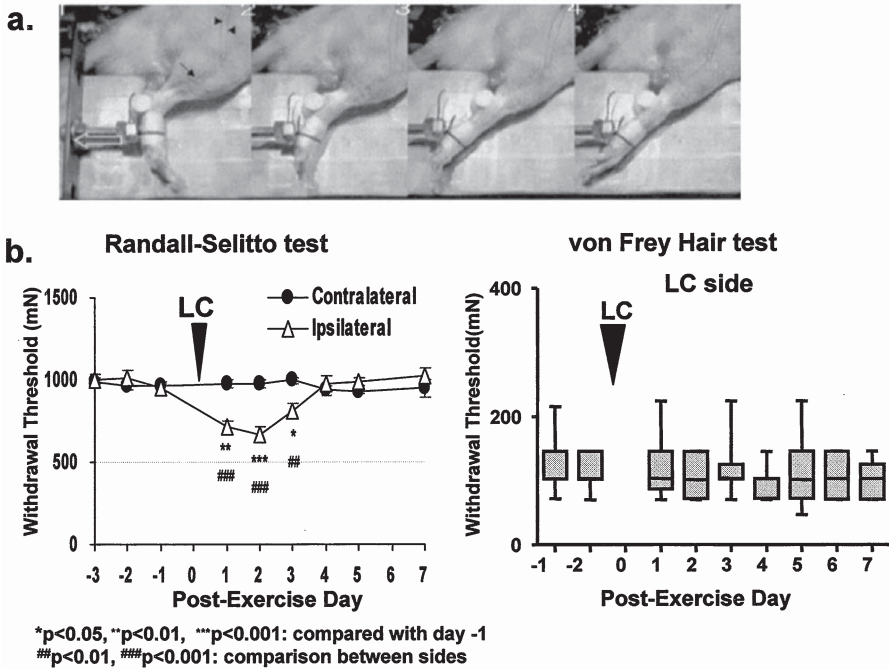 a.
2 3 4
b.
Randall-Selitto test
Withdrawal Threshold (mN)
1500
1000
500
0
LC
Contralateral
Ipsilateral
**
###
***
###
*
##
-3 -2 -1 0 1 2 3 4 5 6 7
Post-Exercise Day
von Frey Hair test
LC side
Withdrawal Threshold(mN)
400
200
0
LC
-1 -2 0 1 2 3 4 5 6 7
Post-Exercise Day
*p<0.05, **p<0.01, ***p<0.001: compared with day -1
##p<0.01, ###p<0.001: comparison between sides